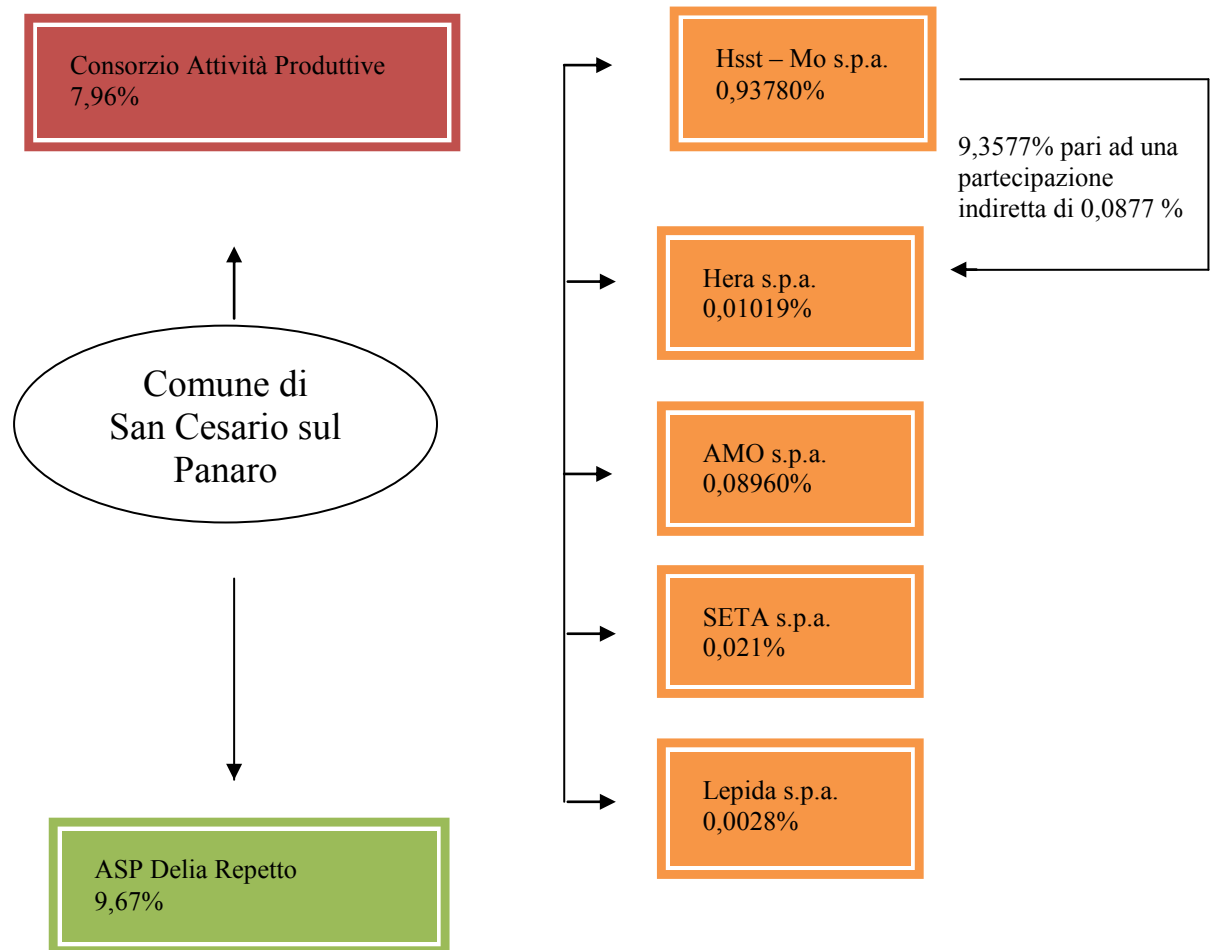 Consorzio Attività Produttive
7,96%
Hsst – Mo s.p.a.
0,93780%
9,3577% pari ad una
partecipazione
indiretta di 0,0877 %
Hera s.p.a.
0,01019%
Comune di
San Cesario sul
Panaro
AMO s.p.a.
0,08960%
SETA s.p.a.
0,021%
Lepida s.p.a.
0,0028%
ASP Delia Repetto
9,67%